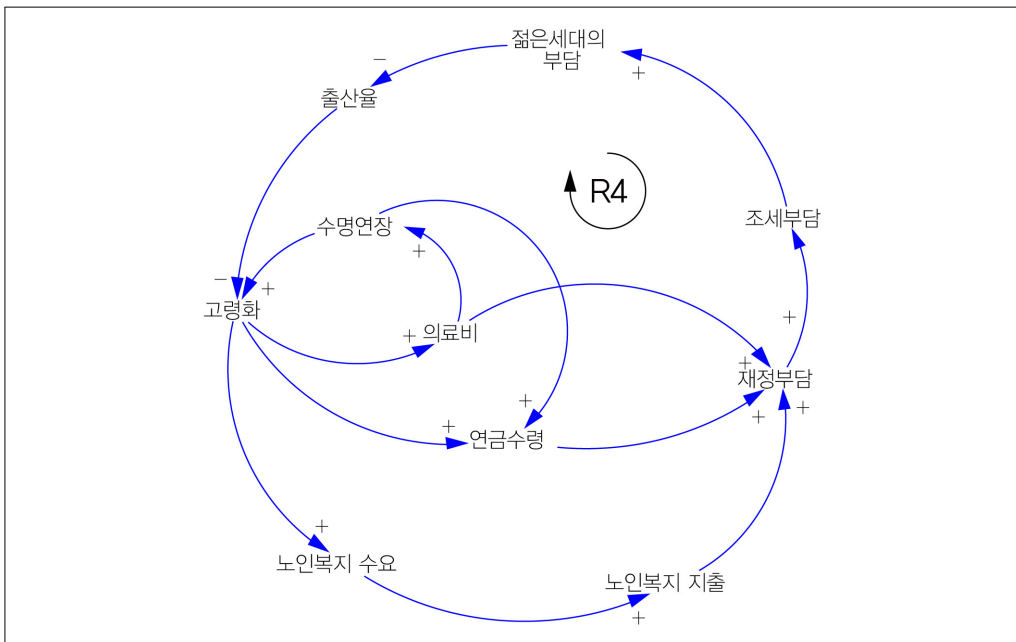 젊은세대의
부담
−
+
출산율
R4
수명연장
조세부담
+
−
+
고령화
+
+ 의료비
+
재정부담
+
+
+
+
연금수령
+
노인복지 수요
노인복지 지출
+